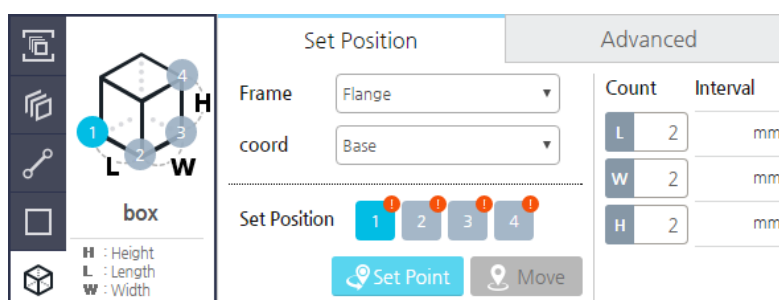 Set Position
Advanced
4
H
1
3
2
L
W
box
H : Height
L : Length
W : Width
Frame
Flange
coord
Base
Set Position
1
!
2
!
3
!
4
!
Set Point
Move
Count
Interval
L
2
mm
W
2
mm
H
2
mm